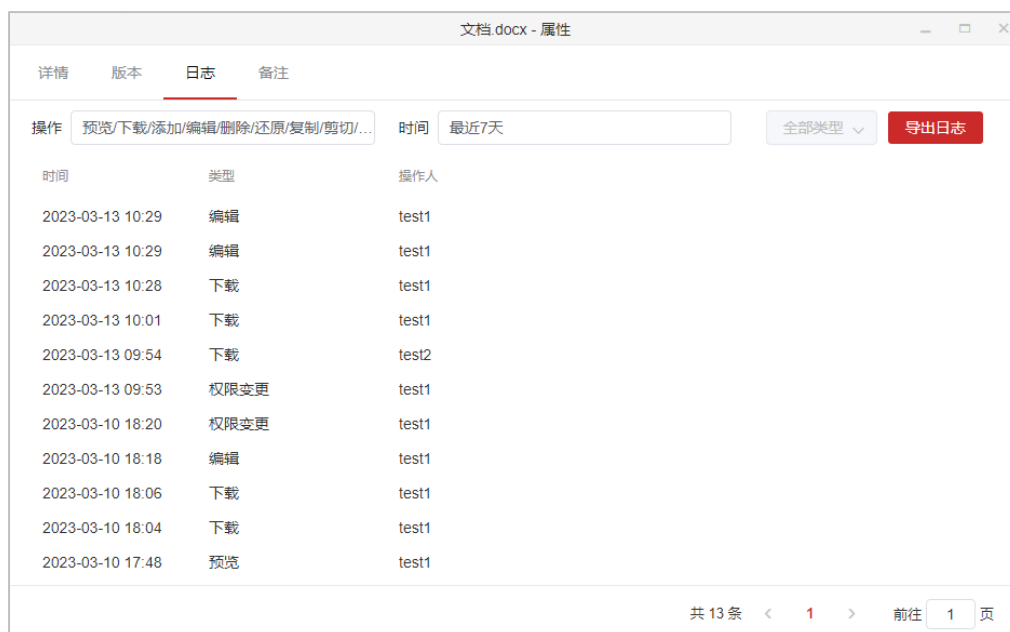 文档.docx - 属性
详情 版本 日志 备注
操作 预览/下载/添加/编辑/删除/还原/复制/剪切/... 时间 最近7天 全部类型 导出日志
时间 类型 操作人
2023-03-13 10:29 编辑 test1
2023-03-13 10:29 编辑 test1
2023-03-13 10:28 下载 test1
2023-03-13 10:01 下载 test1
2023-03-13 09:54 下载 test2
2023-03-13 09:53 权限变更 test1
2023-03-10 18:20 权限变更 test1
2023-03-10 18:18 编辑 test1
2023-03-10 18:06 下载 test1
2023-03-10 18:04 下载 test1
2023-03-10 17:48 预览 test1
共 13 条 < 1 > 前往 1 页